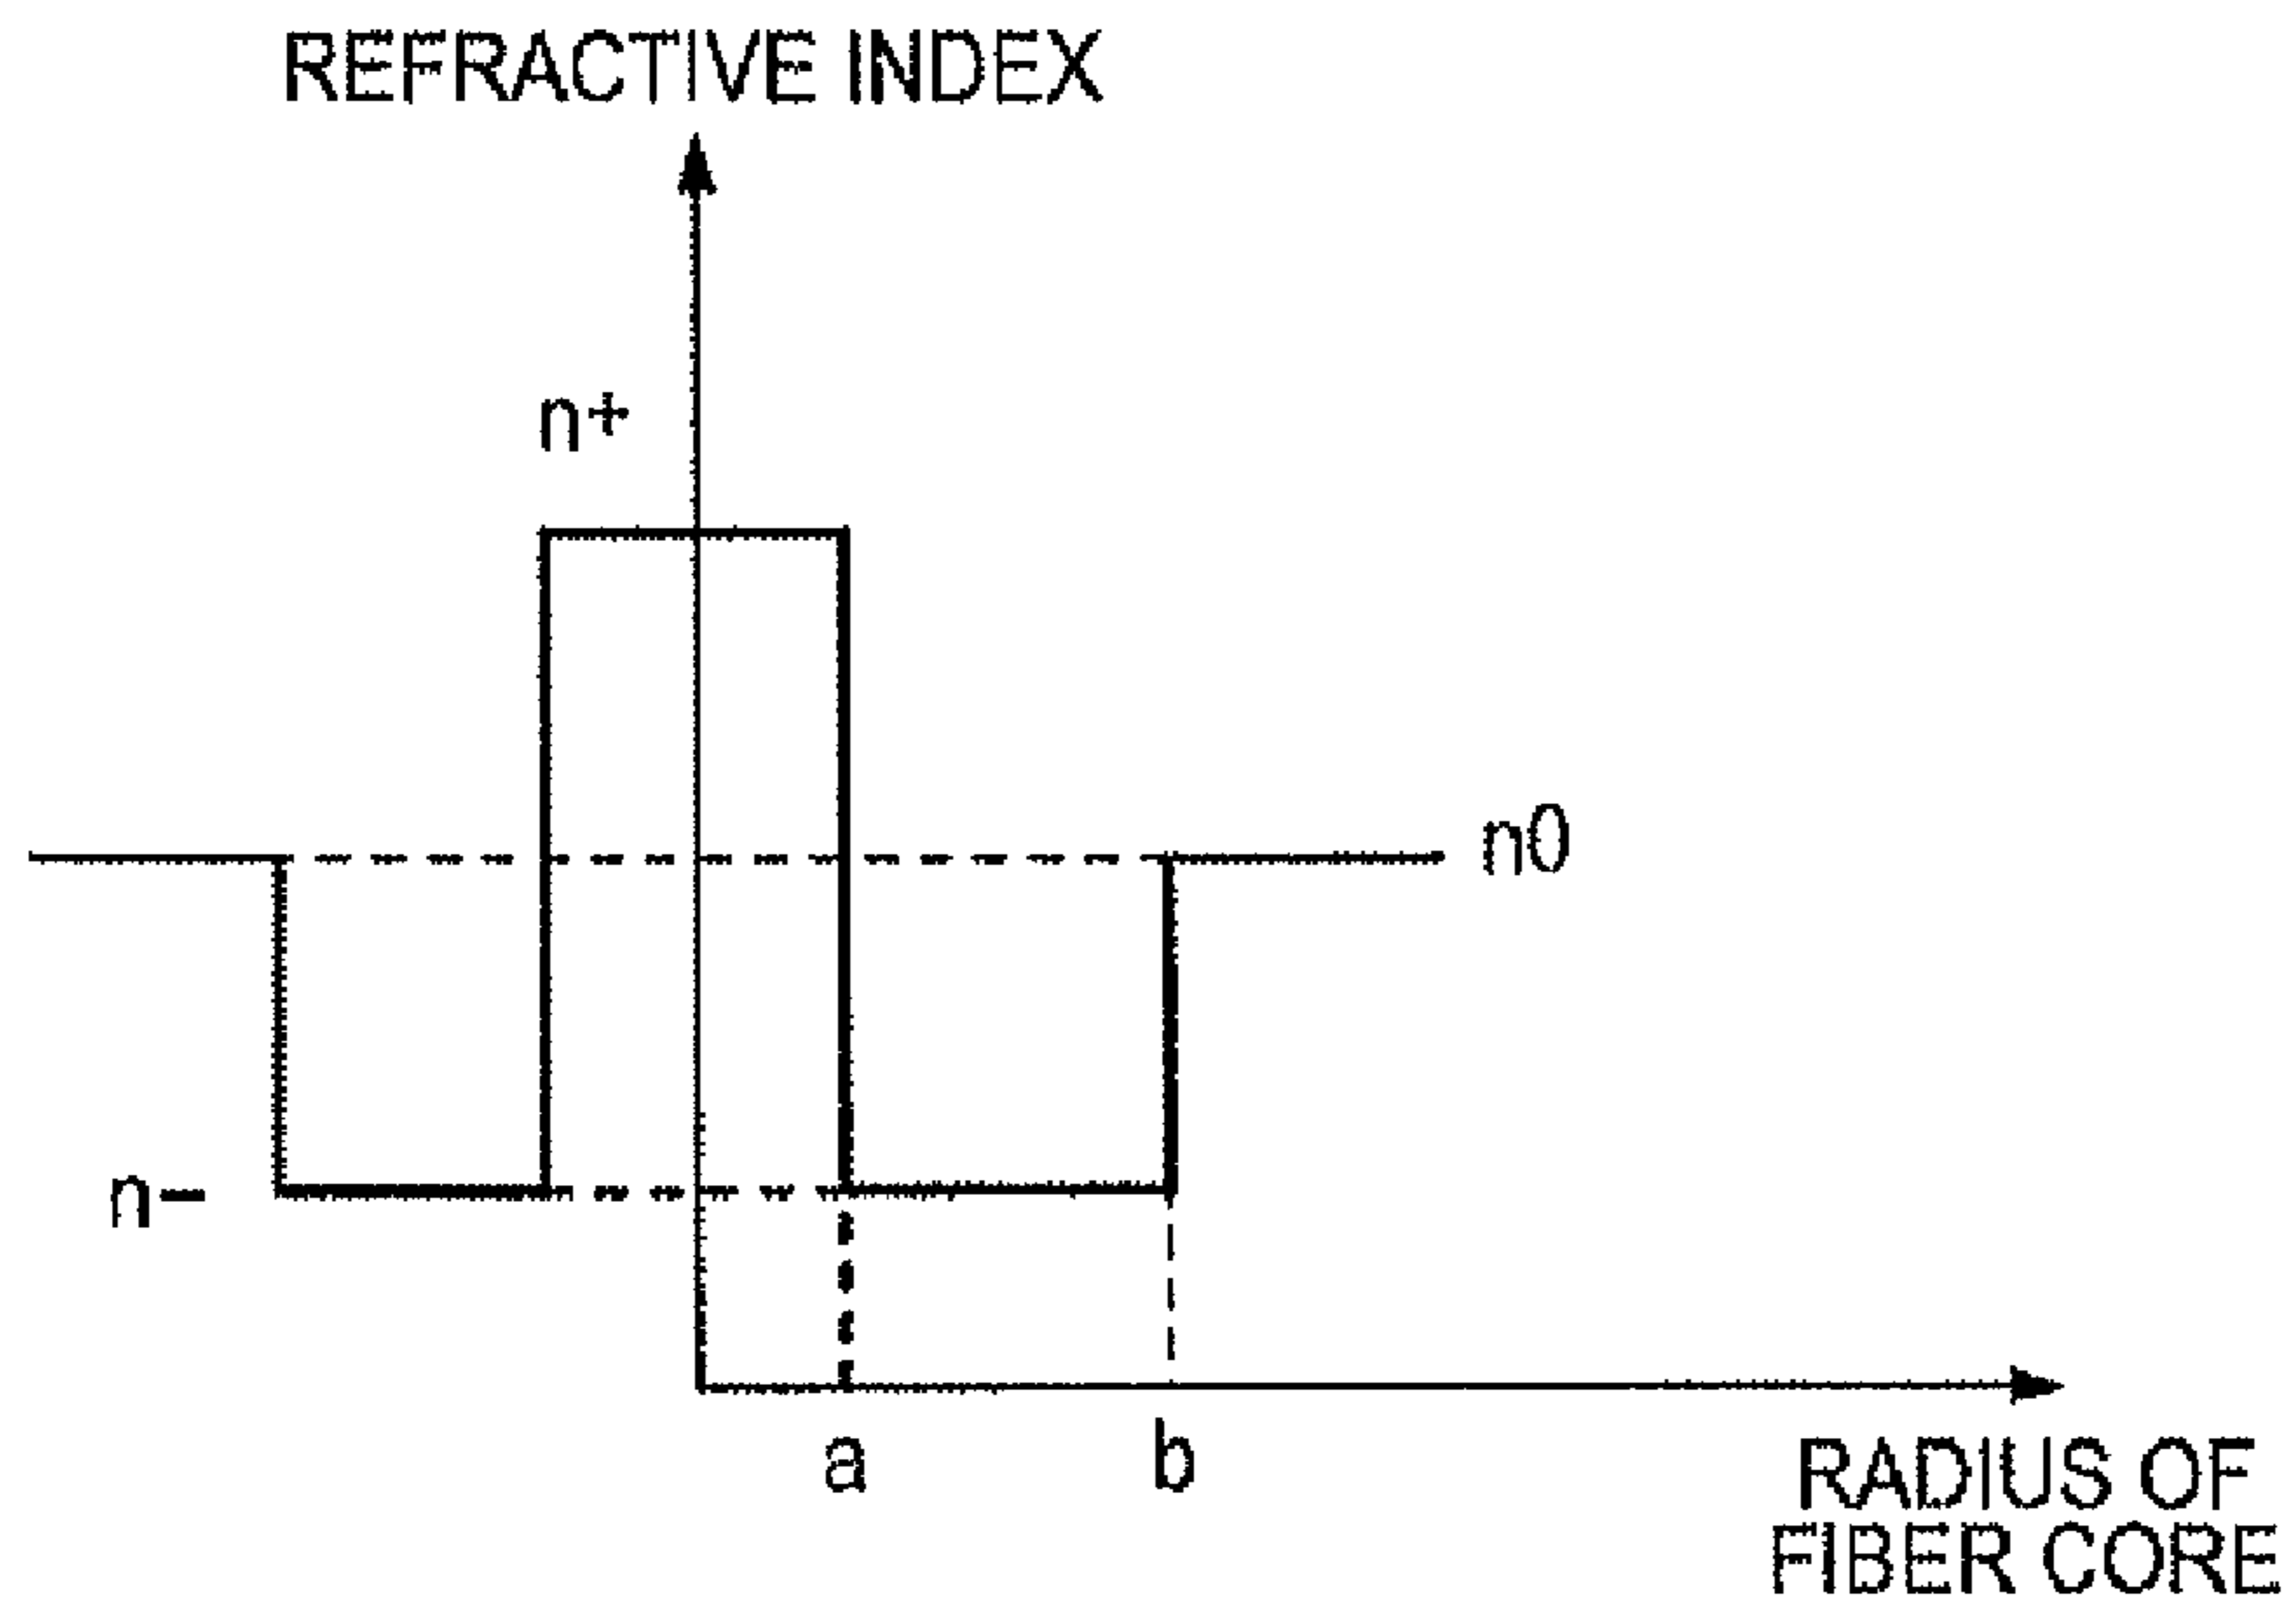 REFRACTIVE INDEX
n+
n0
n−
a
b
RADIUS OF
FIBER CORE